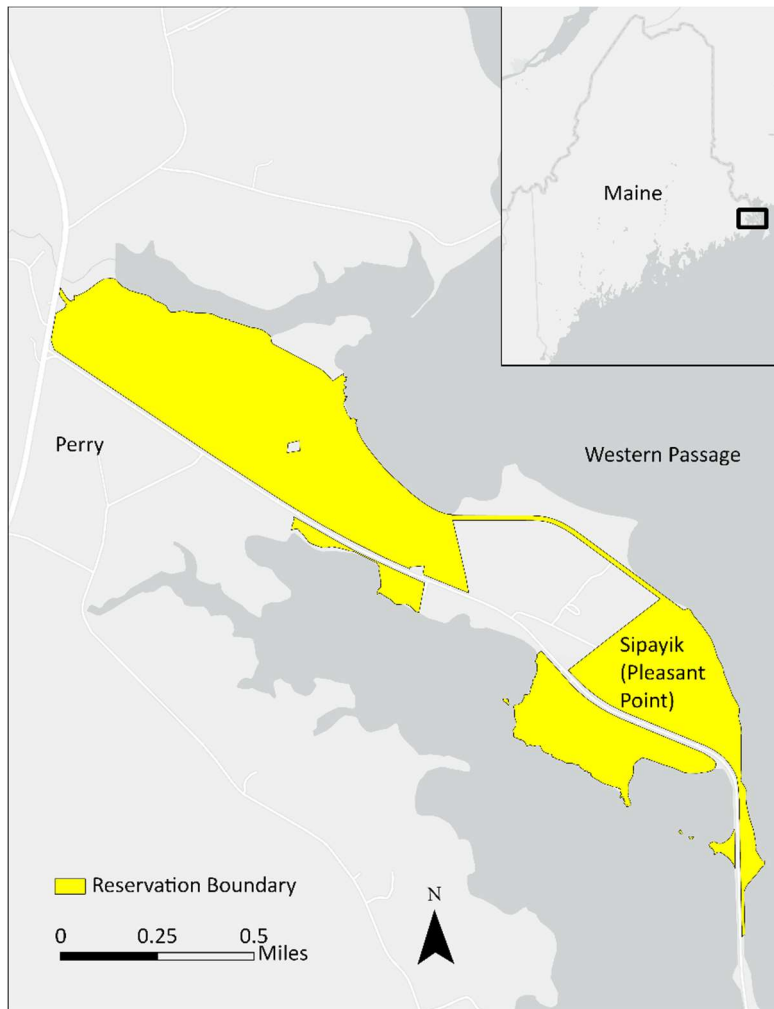 Maine
Perry
Western Passage
Sipayik
(Pleasant
Point)
Reservation Boundary
N
0 0.25 0.5
Miles